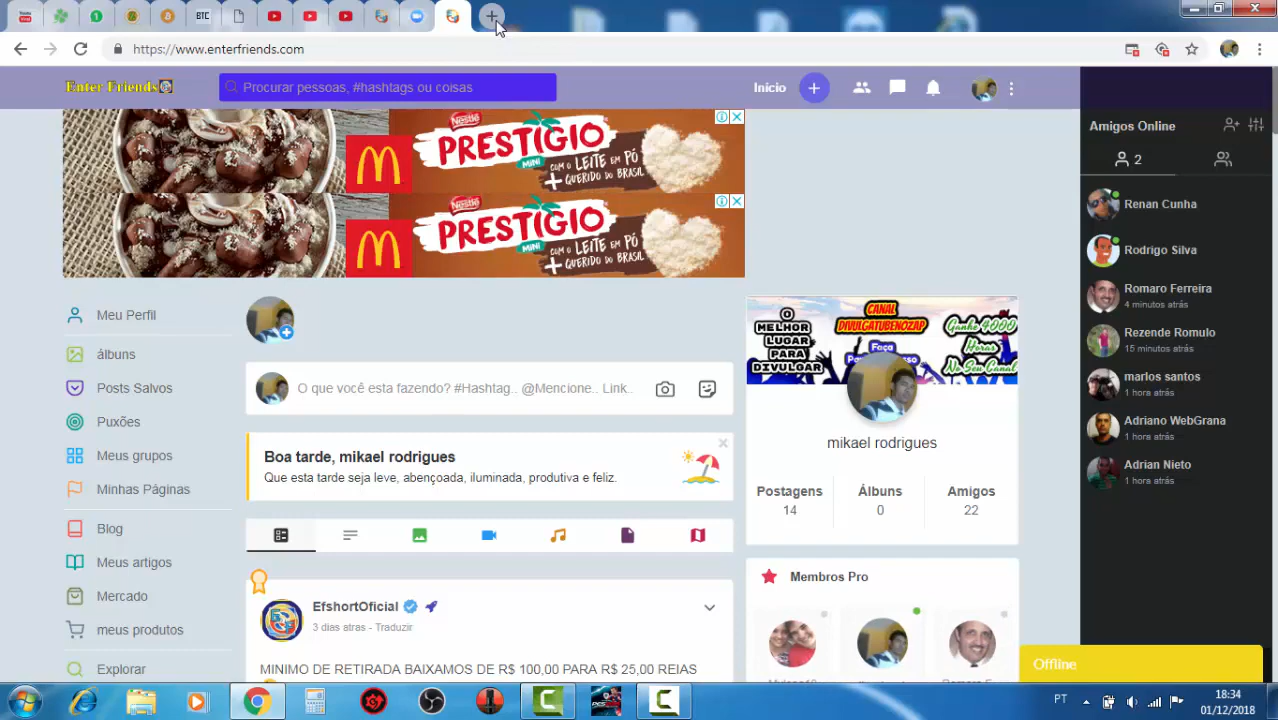 BTC
https://www.enterfriends.com
Enter Friends
Procurar pessoas, #hashtags ou coisas
Início
Nestlé
PRESTÍGIO
MINI
COM O LEITE EM PÓ
+ QUERIDO DO BRASIL
Nestlé
PRESTÍGIO
MINI
COM O LEITE EM PÓ
+ QUERIDO DO BRASIL
Amigos Online
2
Renan Cunha
Rodrigo Silva
Romaro Ferreira
4 minutos atrás
Rezende Romulo
15 minutos atrás
marlos santos
1 hora atrás
Adriano WebGrana
1 hora atrás
Adrian Nieto
1 hora atrás
Meu Perfil
álbuns
Posts Salvos
Puxões
Meus grupos
Minhas Páginas
Blog
Meus artigos
Mercado
meus produtos
Explorar
O que você esta fazendo? #Hashtag.. @Mencione.. Link..
Boa tarde, mikael rodrigues
Que esta tarde seja leve, abençoada, iluminada, produtiva e feliz.
EfshortOficial
3 dias atras - Traduzir
MINIMO DE RETIRADA BAIXAMOS DE R$ 100,00 PARA R$ 25,00 REIAS
O MELHOR LUGAR PARA DIVULGAR
CANAL DIVULGATUBENOZAP
Faça
Ganhe 4000 Horas No Seu Canal
mikael rodrigues
Postagens
14
Álbuns
0
Amigos
22
Membros Pro
Offline
PT
18:34
01/12/2018